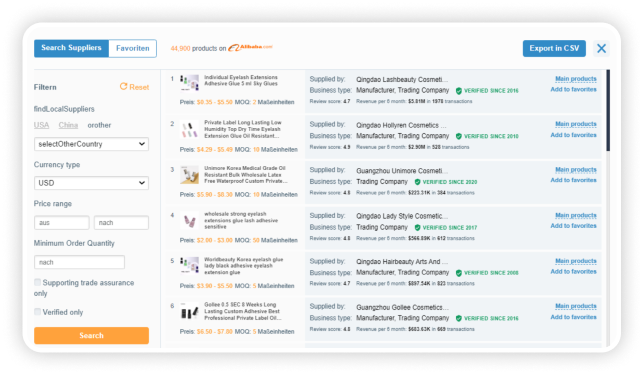 Search Suppliers
Favoriten
44,900 products on Alibaba.com
Export in CSV
Filtern
Reset
findLocalSuppliers
USA China orother
selectOtherCountry
Currency type
USD
Price range
aus
nach
Minimum Order Quantity
nach
Supporting trade assurance
only
Verified only
Search
1
Individual Eyelash Extensions
Adhesive Glue 5 ml Sky Glues
Preis: $0.35 - $5.50 MOQ: 2 Maßeinheiten
Supplied by: Qingdao Lashbeauty Cosmeti...
Business type: Manufacturer, Trading Company VERIFIED SINCE 2016
Review score: 4.7 Revenue per 6 month: $5.81M in 1970 transactions
Main products
Add to favorites
2
Private Label Long Lasting Low
Humidity Top Dry Time Eyelash
Extension Glue Oil Resistant...
Preis: $4.29 - $5.49 MOQ: 10 Maßeinheiten
Supplied by: Qingdao Hollyren Cosmetics ...
Business type: Manufacturer, Trading Company VERIFIED SINCE 2010
Review score: 4.9 Revenue per 6 month: $2.90M in 525 transactions
Main products
Add to favorites
3
Unimore Korea Medical Grade Oil
Resistant Bulk Wholesale Latex
Free Waterproof Custom Private...
Preis: $5.90 - $8.30 MOQ: 10 Maßeinheiten
Supplied by: Guangzhou Unimore Cosmeti...
Business type: Trading Company VERIFIED SINCE 2020
Review score: 4.8 Revenue per 6 month: $223.31K in 384 transactions
Main products
Add to favorites
4
wholesale strong eyelash
extensions glue lash adhesive
sensitive
Preis: $2.00 - $3.00 MOQ: 50 Maßeinheiten
Supplied by: Qingdao Lady Style Cosmetic...
Business type: Trading Company VERIFIED SINCE 2017
Review score: 4.8 Revenue per 6 month: $566.89K in 612 transactions
Main products
Add to favorites
5
Worldbeauty Korea eyelash glue
lady black adhesive eyelash
extension glue
Preis: $3.00 - $5.50 MOQ: 5 Maßeinheiten
Supplied by: Qingdao Hairbeauty Arts And ...
Business type: Manufacturer, Trading Company VERIFIED SINCE 2008
Review score: 4.7 Revenue per 6 month: $897.54K in 823 transactions
Main products
Add to favorites
6
Gollee 0.5 SEC 8 Weeks Long
Lasting Custom Adhesive Best
Professional Private Label Oil...
Preis: $6.50 - $7.80 MOQ: 5 Maßeinheiten
Supplied by: Guangzhou Gollee Cosmetics...
Business type: Manufacturer, Trading Company VERIFIED SINCE 2016
Review score: 4.8 Revenue per 6 month: $683.63K in 669 transactions
Main products
Add to favorites